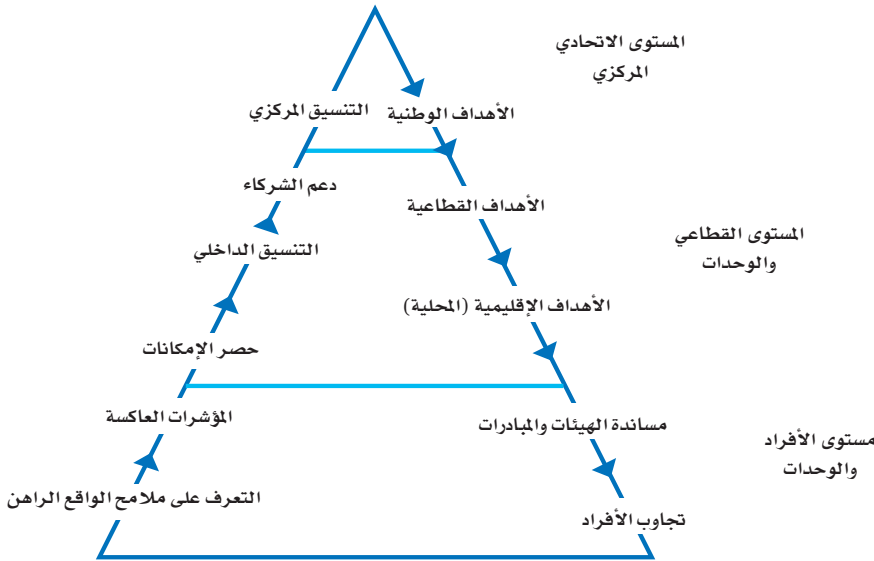 المستوى الاتحادي
المركزي
الأهداف الوطنية
التنسيق المركزي
دعم الشركاء
الأهداف القطاعية
المستوى القطاعي
والوحدات
التنسيق الداخلي
الأهداف الإقليمية (المحلية)
حصر الإمكانات
المؤشرات العاكسة
مساندة الهيئات والمبادرات
مستوى الأفراد
والوحدات
التعرف على ملامح الواقع الراهن
تجاوب الأفراد